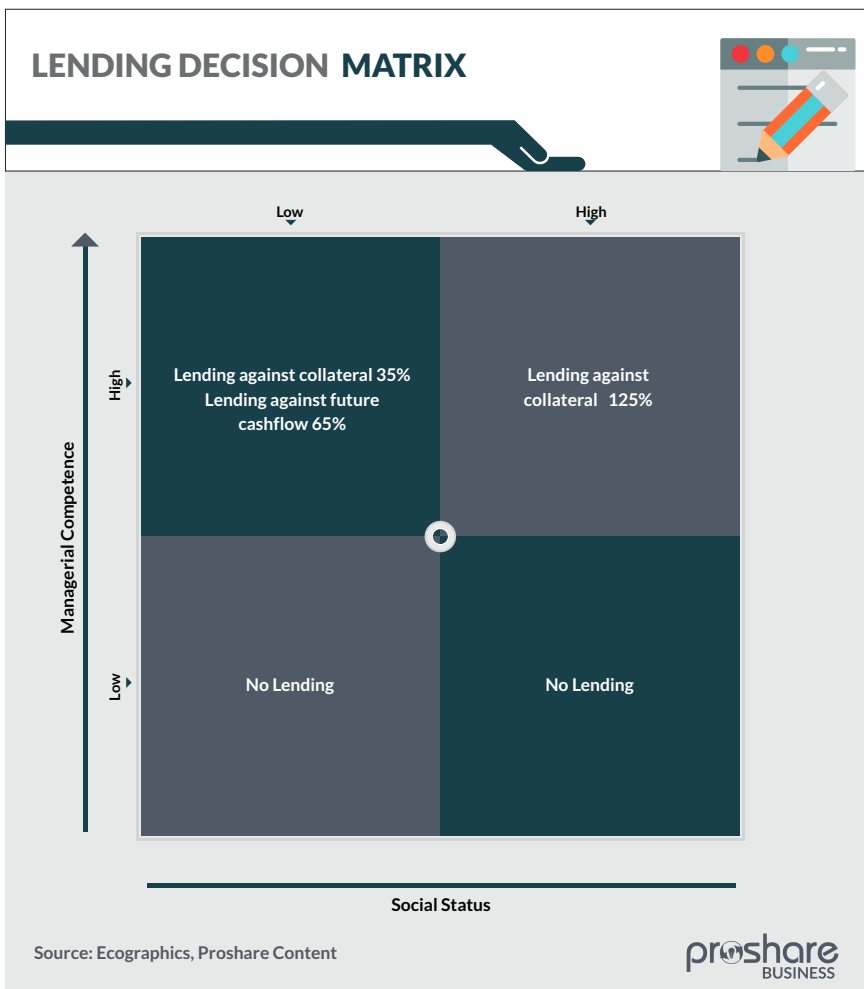 LENDING DECISION MATRIX
Low
High
High
Lending against collateral 35%
Lending against future
cashflow 65%
Lending against
collateral 125%
Managerial Competence
Low
No Lending
No Lending
Social Status
Source: Ecographics, Proshare Content
proshare
BUSINESS